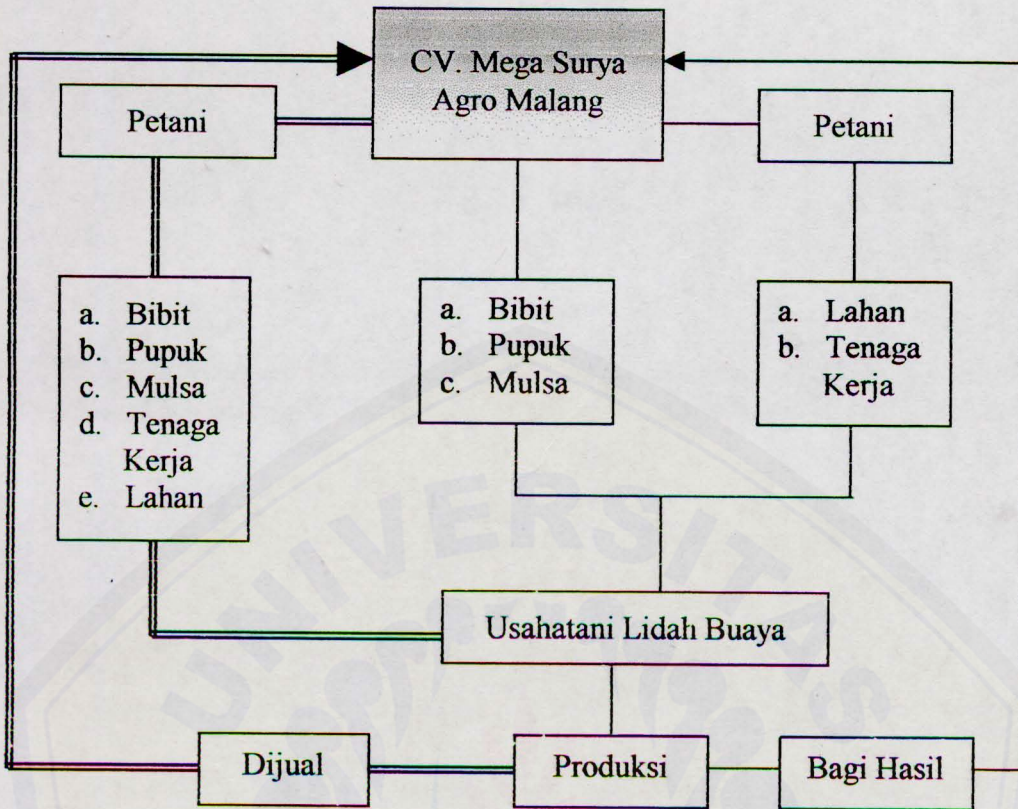 CV. Mega Surya
Agro Malang
Petani
Petani
a. Bibit
b. Pupuk
c. Mulsa
d. Tenaga
Kerja
e. Lahan
a. Bibit
b. Pupuk
c. Mulsa
a. Lahan
b. Tenaga
Kerja
Usahatani Lidah Buaya
Dijual
Produksi
Bagi Hasil
UNIVERSITAS